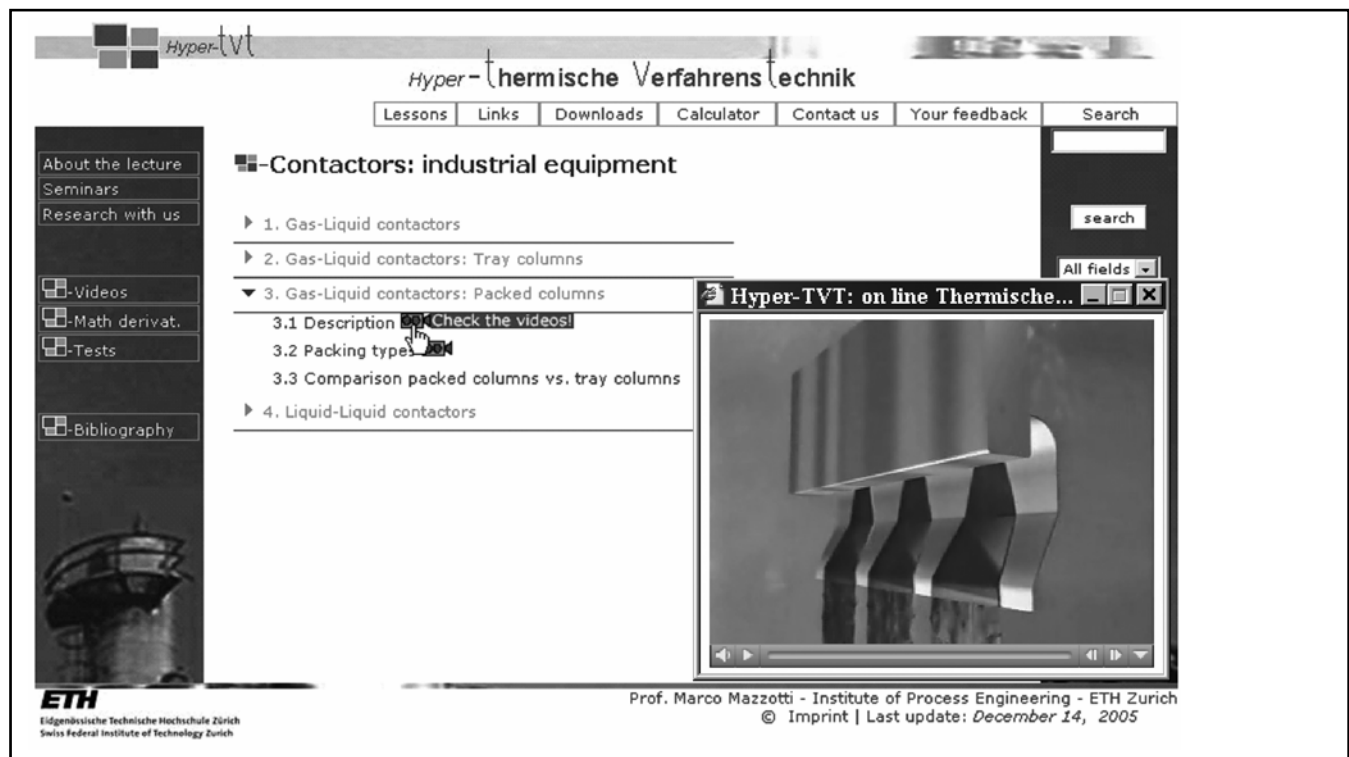 Hyper-tvt
Hyper-thermische Verfahrenstechnik
Lessons Links Downloads Calculator Contact us Your feedback Search
About the lecture
Seminars
Research with us
-Videos
-Math derivat.
-Tests
-Bibliography
-Contactors: industrial equipment
1. Gas-Liquid contactors
2. Gas-Liquid contactors: Tray columns
3. Gas-Liquid contactors: Packed columns
3.1 Description Check the videos!
3.2 Packing types
3.3 Comparison packed columns vs. tray columns
4. Liquid-Liquid contactors
search
All fields
Hyper-TVT: on line Thermische...
ETH
Eidgenössische Technische Hochschule Zürich
Swiss Federal Institute of Technology Zurich
Prof. Marco Mazzotti - Institute of Process Engineering - ETH Zurich
© Imprint | Last update: December 14, 2005